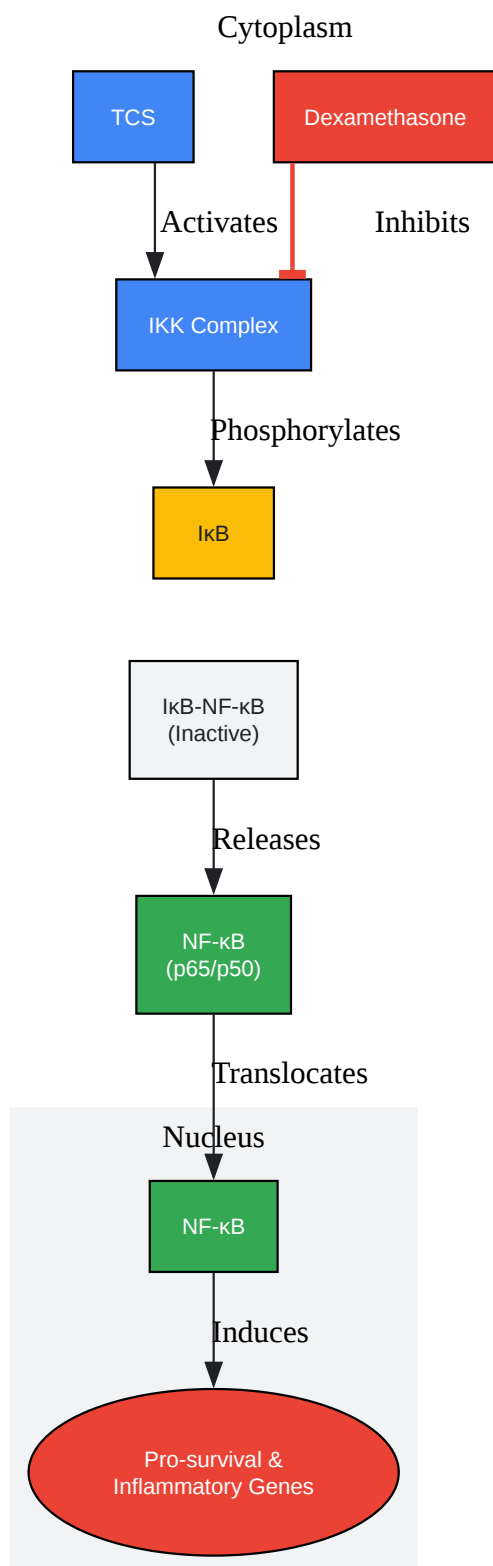 Cytoplasm
TCS
Dexamethasone
Activates
Inhibits
IKK Complex
Phosphorylates
IκB
IκB-NF-κB
(Inactive)
Releases
NF-κB
(p65/p50)
Translocates
Nucleus
NF-κB
Induces
Pro-survival &
Inflammatory Genes